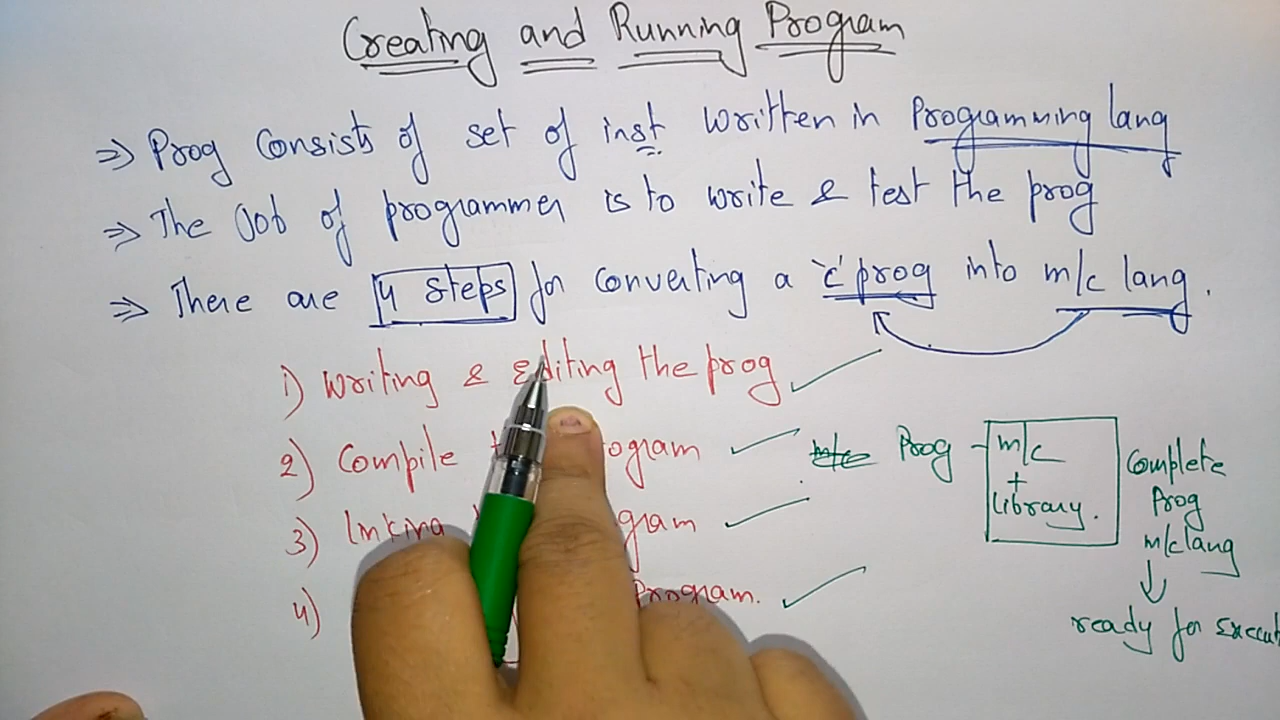 Creating and Running Program
⇒ Prog Consists of set of inst written in Programming lang
⇒ The Job of programmer is to write & test the prog
⇒ There are 4 Steps for Converting a 'c' prog into m/c lang.
1) Writing & Editing the prog
2) Compile
3) Linking
4) Program.
Prog - m/c
+
library.
Complete
Prog
m/c lang
ready for